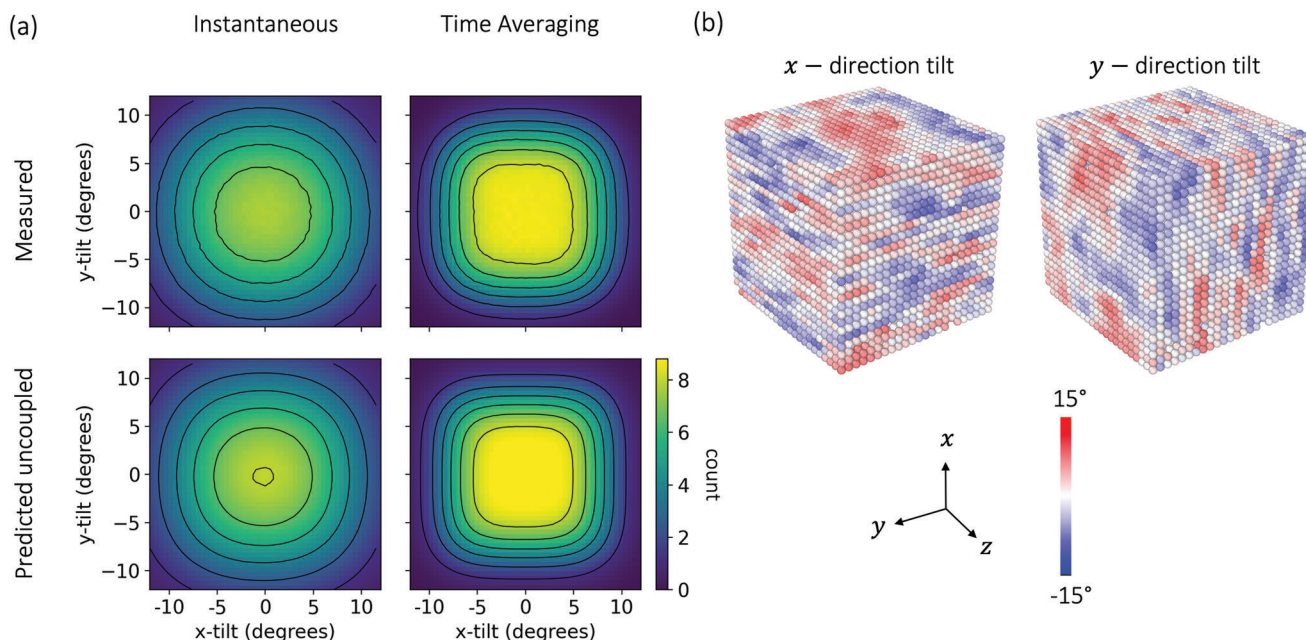 (a)
Instantaneous
Time Averaging
Measured
y-tilt (degrees)
10
5
0
−5
−10
Predicted uncoupled
y-tilt (degrees)
10
5
0
−5
−10
-10
-5
0
5
10
x-tilt (degrees)
-10
-5
0
5
10
x-tilt (degrees)
8
6
4
2
0
count
(b)
x − direction tilt
y − direction tilt
x
y
z
15°
-15°